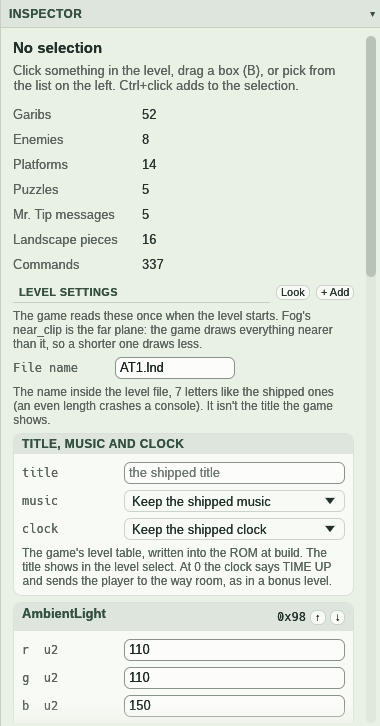 INSPECTOR
No selection
Click something in the level, drag a box (B), or pick from
the list on the left. Ctrl+click adds to the selection.
Garibs 52
Enemies 8
Platforms 14
Puzzles 5
Mr. Tip messages 5
Landscape pieces 16
Commands 337
LEVEL SETTINGS Look + Add
The game reads these once when the level starts. Fog's
near_clip is the far plane: the game draws everything nearer
than it, so a shorter one draws less.
File name AT1.lnd
The name inside the level file, 7 letters like the shipped ones
(an even length crashes a console). It isn't the title the game
shows.
TITLE, MUSIC AND CLOCK
title the shipped title
music Keep the shipped music
clock Keep the shipped clock
The game's level table, written into the ROM at build. The
title shows in the level select. At 0 the clock says TIME UP
and sends the player to the way room, as in a bonus level.
AmbientLight 0x98 ↑ ↓
r u2 110
g u2 110
b u2 150